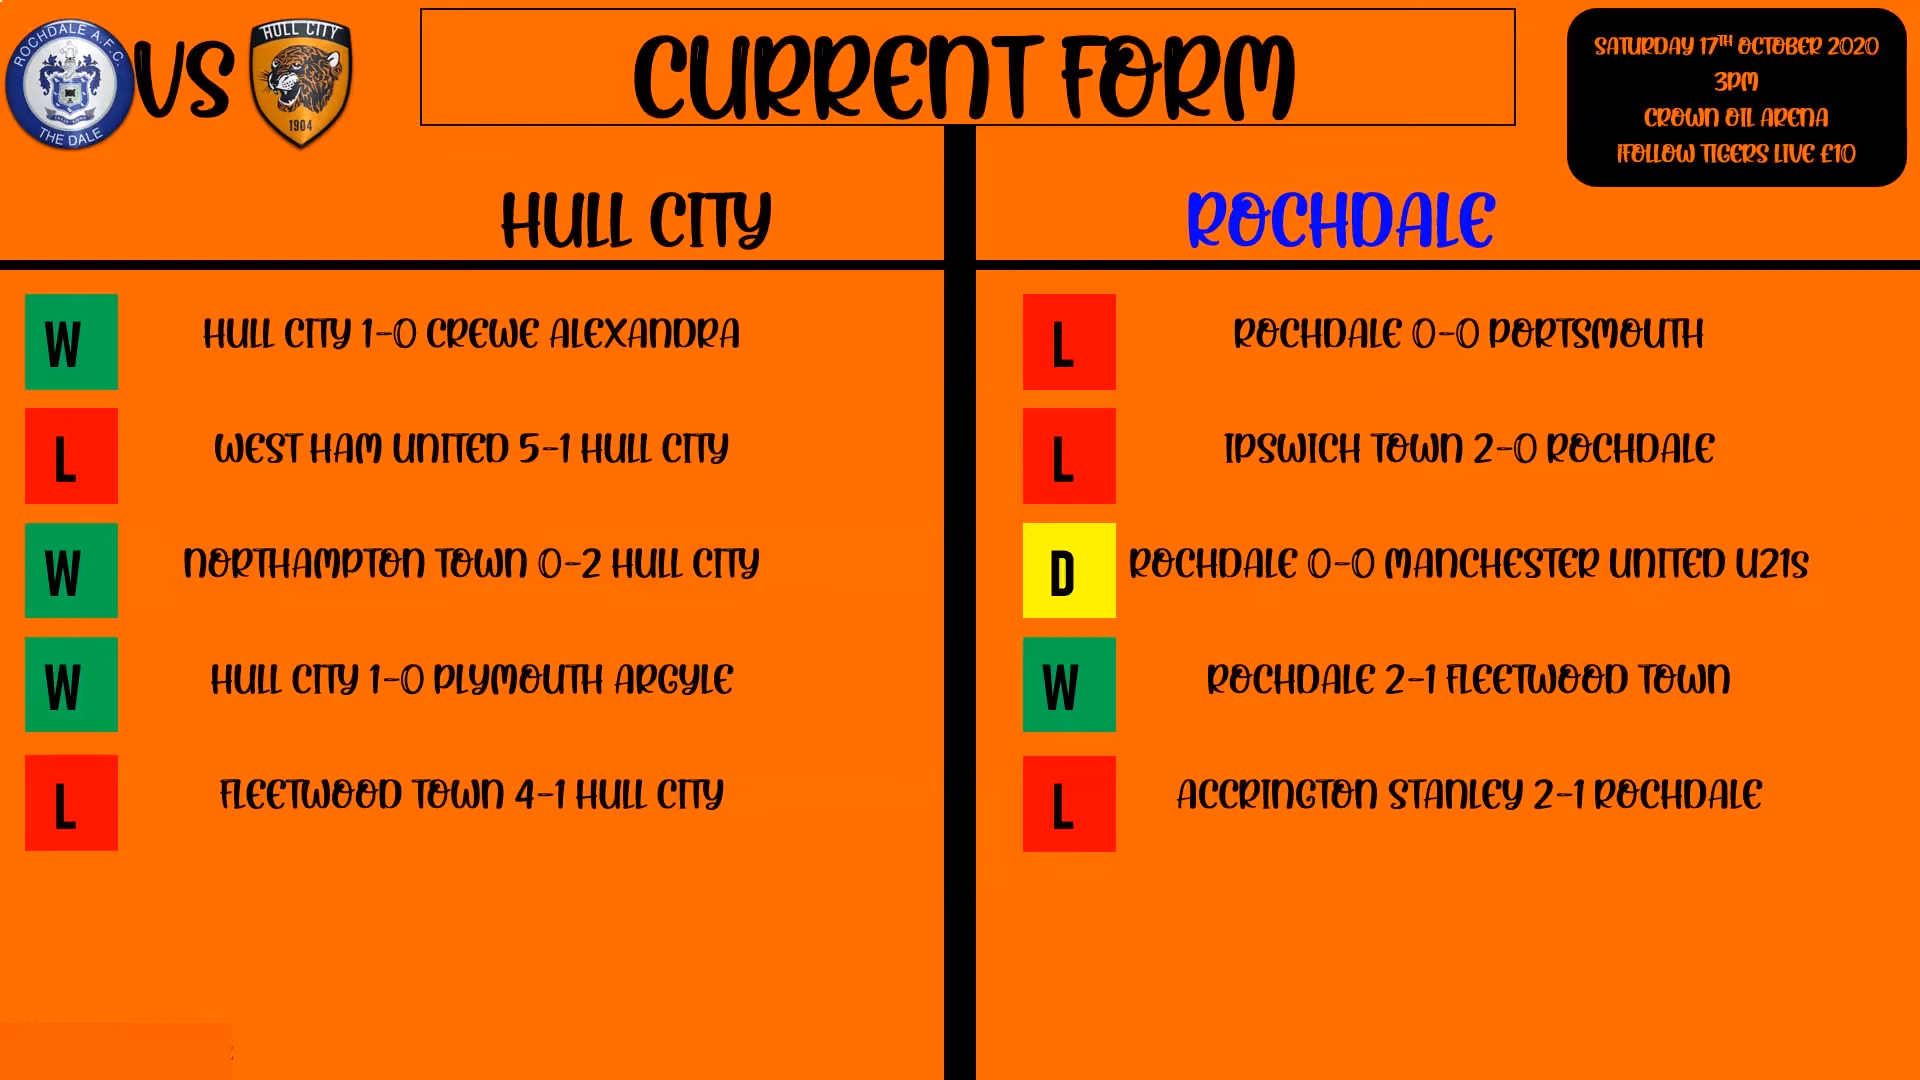 ROCHDALE A.F.C.
THE DALE
VS
HULL CITY
1904
CURRENT FORM
SATURDAY 17TH OCTOBER 2020
3PM
CROWN OIL ARENA
IFOLLOW TIGERS LIVE £10
HULL CITY
W HULL CITY 1-0 CREWE ALEXANDRA
L WEST HAM UNITED 5-1 HULL CITY
W NORTHAMPTON TOWN 0-2 HULL CITY
W HULL CITY 1-0 PLYMOUTH ARGYLE
L FLEETWOOD TOWN 4-1 HULL CITY
ROCHDALE
L ROCHDALE 0-0 PORTSMOUTH
L IPSWICH TOWN 2-0 ROCHDALE
D ROCHDALE 0-0 MANCHESTER UNITED U21S
W ROCHDALE 2-1 FLEETWOOD TOWN
L ACCRINGTON STANLEY 2-1 ROCHDALE